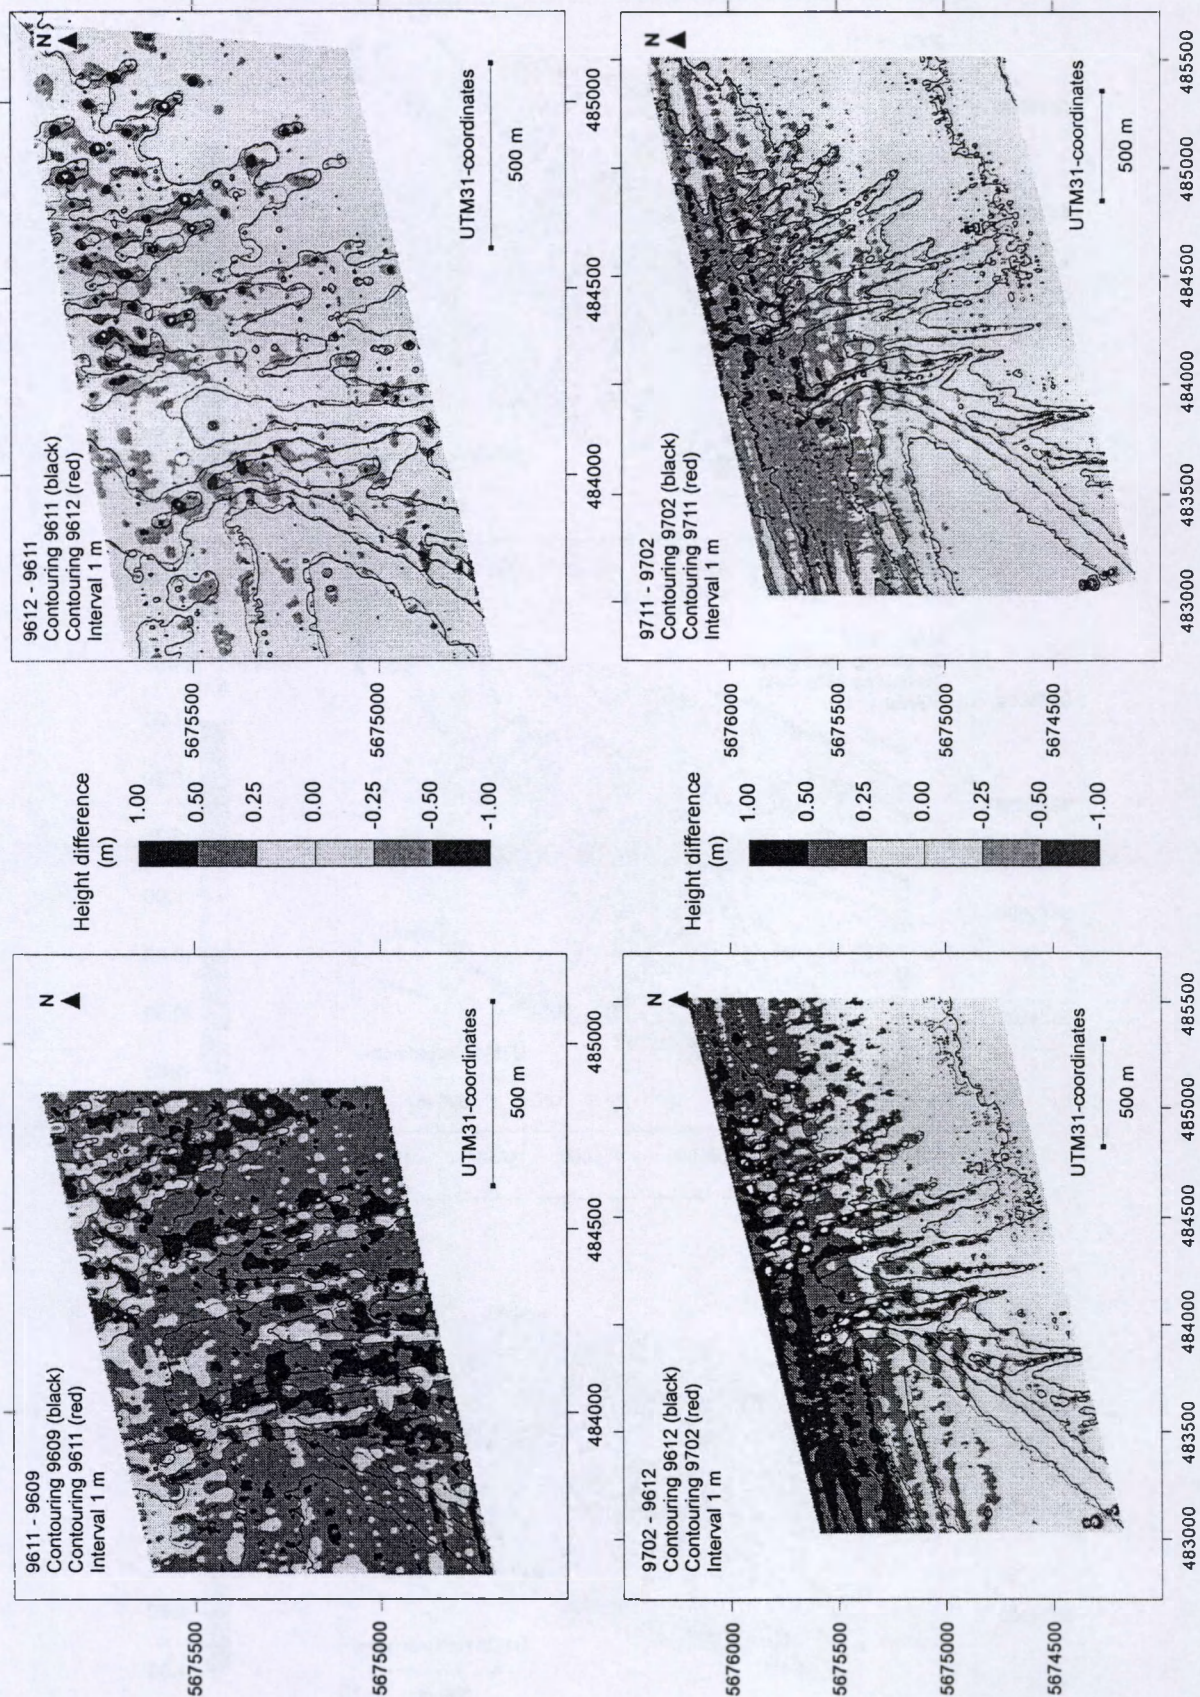 9611 - 9609
Contouring 9609 (black)
Contouring 9611 (red)
Interval 1 m
N
5675500
5675000
UTM31-coordinates
500 m
484000
484500
485000
Height difference
(m)
1.00
0.50
0.25
0.00
-0.25
-0.50
-1.00
9612 - 9611
Contouring 9611 (black)
Contouring 9612 (red)
Interval 1 m
N
5675500
5675000
UTM31-coordinates
500 m
484000
484500
485000
9702 - 9612
Contouring 9612 (black)
Contouring 9702 (red)
Interval 1 m
N
5676000
5675500
5675000
5674500
UTM31-coordinates
500 m
483000
483500
484000
484500
485000
485500
Height difference
(m)
1.00
0.50
0.25
0.00
-0.25
-0.50
-1.00
9711 - 9702
Contouring 9702 (black)
Contouring 9711 (red)
Interval 1 m
N
5676000
5675500
5675000
5674500
UTM31-coordinates
500 m
483000
483500
484000
484500
485000
485500